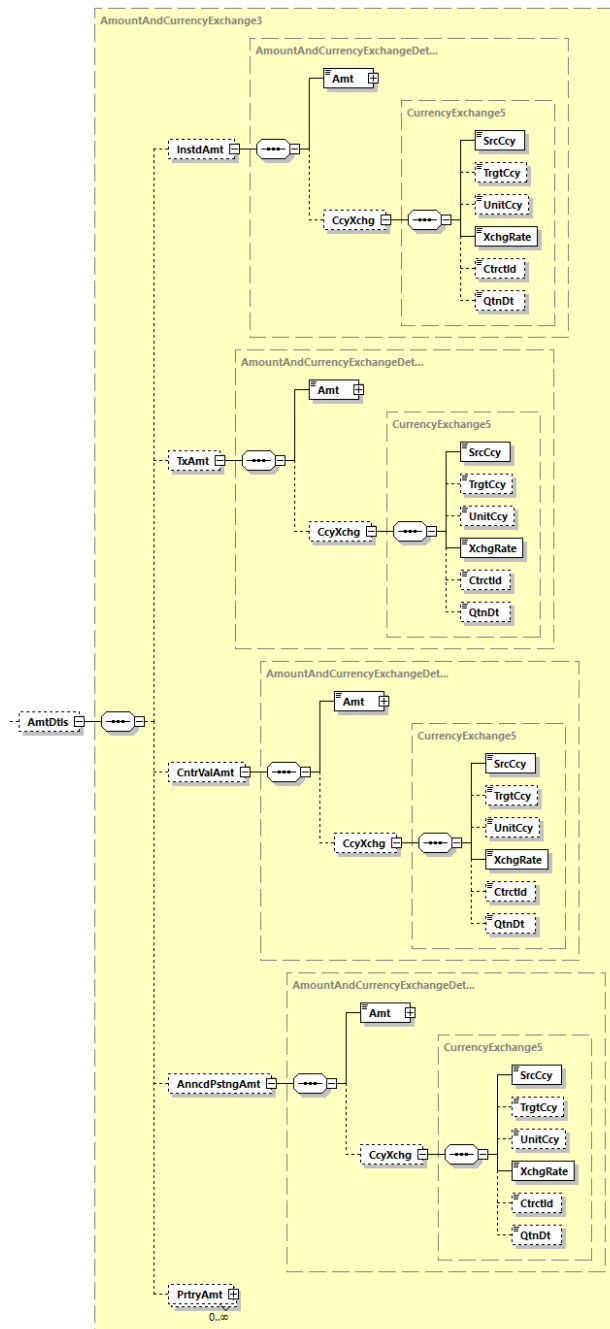 AmountAndCurrencyExchange3
AmountAndCurrencyExchangeDet...
Amt
CurrencyExchange5
SrcCcy
TrgtCcy
InstdAmt
UnitCcy
CcyXchg
XchgRate
CtrctId
QtnDt
AmountAndCurrencyExchangeDet...
Amt
CurrencyExchange5
SrcCcy
TxAmt
TrgtCcy
UnitCcy
CcyXchg
XchgRate
CtrctId
QtnDt
AmountAndCurrencyExchangeDet...
Amt
AmtDtls
CurrencyExchange5
SrcCcy
CntrValAmt
TrgtCcy
UnitCcy
CcyXchg
XchgRate
CtrctId
QtnDt
AmountAndCurrencyExchangeDet...
Amt
CurrencyExchange5
SrcCcy
AnncdPstngAmt
TrgtCcy
UnitCcy
CcyXchg
XchgRate
CtrctId
QtnDt
PrtryAmt
0..∞